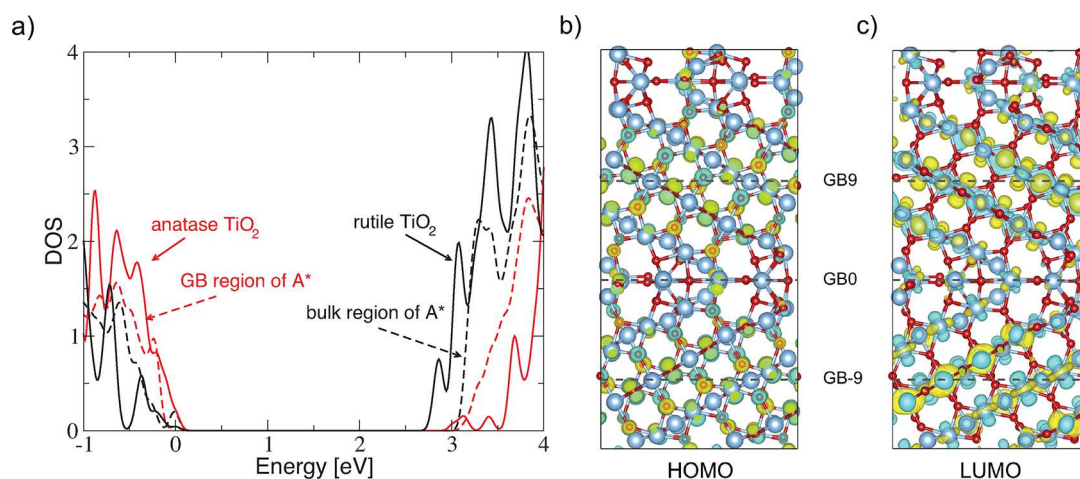 a)
b)
c)
4
3
2
1
0
DOS
-1
0
1
2
3
4
Energy [eV]
anatase TiO2
GB region of A*
rutile TiO2
bulk region of A*
GB9
GB0
GB-9
HOMO
LUMO